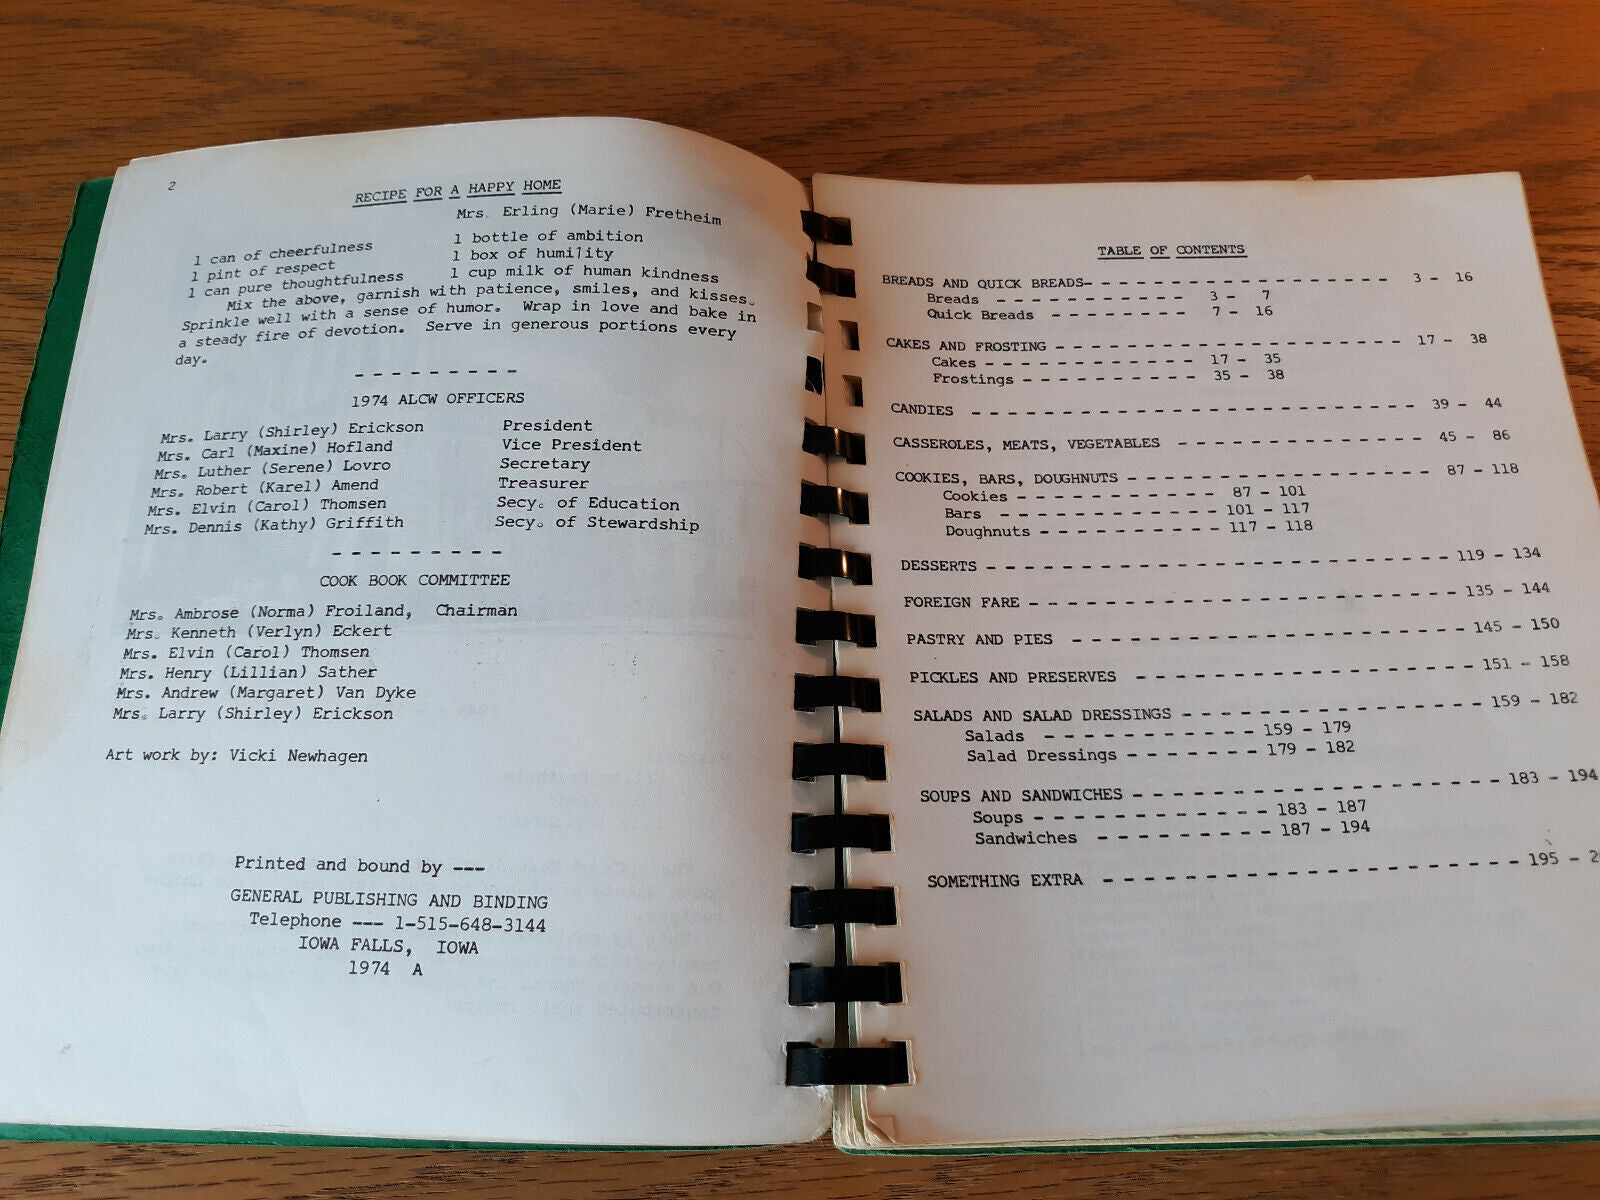 2
RECIPE FOR A HAPPY HOME
Mrs. Erling (Marie) Fretheim
1 can of cheerfulness 1 bottle of ambition
1 pint of respect 1 box of humility
1 can pure thoughtfulness 1 cup milk of human kindness
Mix the above, garnish with patience, smiles, and kisses.
Sprinkle well with a sense of humor. Wrap in love and bake in
a steady fire of devotion. Serve in generous portions every
day.
- - - - - - - - -
1974 ALCW OFFICERS
Mrs. Larry (Shirley) Erickson President
Mrs. Carl (Maxine) Hofland Vice President
Mrs. Luther (Serene) Lovro Secretary
Mrs. Robert (Karel) Amend Treasurer
Mrs. Elvin (Carol) Thomsen Secy. of Education
Mrs. Dennis (Kathy) Griffith Secy. of Stewardship
- - - - - - - - -
COOK BOOK COMMITTEE
Mrs. Ambrose (Norma) Froiland, Chairman
Mrs. Kenneth (Verlyn) Eckert
Mrs. Elvin (Carol) Thomsen
Mrs. Henry (Lillian) Sather
Mrs. Andrew (Margaret) Van Dyke
Mrs. Larry (Shirley) Erickson
Art work by: Vicki Newhagen
Printed and bound by ---
GENERAL PUBLISHING AND BINDING
Telephone --- 1-515-648-3144
IOWA FALLS, IOWA
1974 A
TABLE OF CONTENTS
BREADS AND QUICK BREADS- - - - - - - - - - - - - - - - - 3 - 16
Breads - - - - - - - - - - - 3 - 7
Quick Breads - - - - - - - - 7 - 16
CAKES AND FROSTING - - - - - - - - - - - - - - - - - - - 17 - 38
Cakes - - - - - - - - - - - - 17 - 35
Frostings - - - - - - - - - - 35 - 38
CANDIES - - - - - - - - - - - - - - - - - - - - - - - - 39 - 44
CASSEROLES, MEATS, VEGETABLES - - - - - - - - - - - - - 45 - 86
COOKIES, BARS, DOUGHNUTS - - - - - - - - - - - - - - - - 87 - 118
Cookies - - - - - - - - - - - 87 - 101
Bars - - - - - - - - - - - - 101 - 117
Doughnuts - - - - - - - - - - 117 - 118
DESSERTS - - - - - - - - - - - - - - - - - - - - - - - - 119 - 134
FOREIGN FARE - - - - - - - - - - - - - - - - - - - - - - 135 - 144
PASTRY AND PIES - - - - - - - - - - - - - - - - - - - - 145 - 150
PICKLES AND PRESERVES - - - - - - - - - - - - - - - - - 151 - 158
SALADS AND SALAD DRESSINGS - - - - - - - - - - - - - - - 159 - 182
Salads - - - - - - - - - - - 159 - 179
Salad Dressings - - - - - - - 179 - 182
SOUPS AND SANDWICHES - - - - - - - - - - - - - - - - - - 183 - 194
Soups - - - - - - - - - - - - 183 - 187
Sandwiches - - - - - - - - - 187 - 194
SOMETHING EXTRA - - - - - - - - - - - - - - - - - - - - 195 - 2